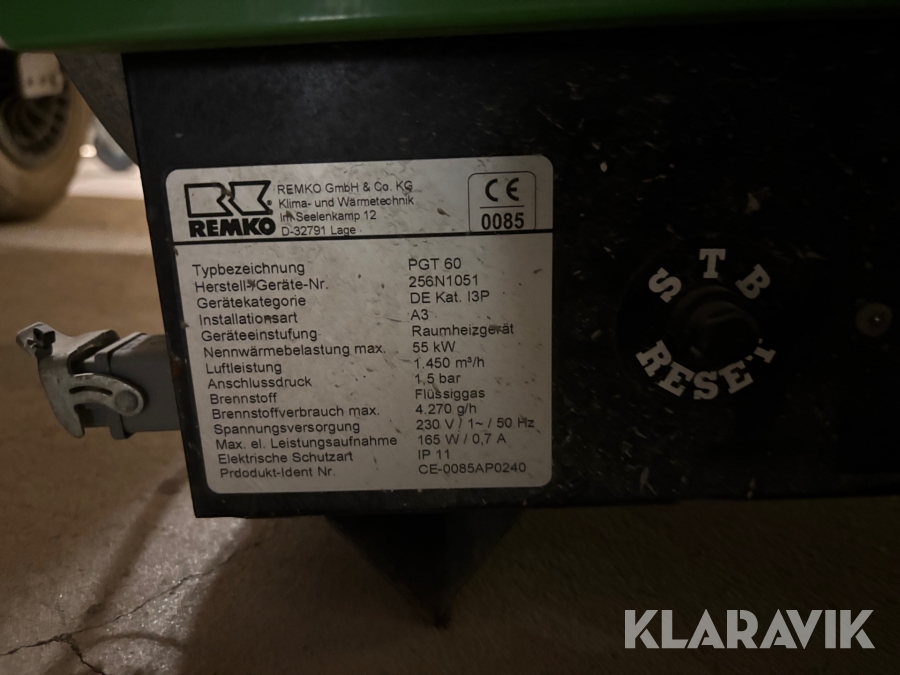 REMKO
REMKO GmbH & Co. KG
Klima- und Wärmetechnik
Im Seelenkamp 12
D-32791 Lage
CE
0085
Typbezeichnung PGT 60
Herstell-/Geräte-Nr. 256N1051
Gerätekategorie DE Kat. I3P
Installationsart A3
Geräteeinstufung Raumheizgerät
Nennwärmebelastung max. 55 kW
Luftleistung 1.450 m³/h
Anschlussdruck 1,5 bar
Brennstoff Flüssiggas
Brennstoffverbrauch max. 4.270 g/h
Spannungsversorgung 230 V / 1~ / 50 Hz
Max. el. Leistungsaufnahme 165 W / 0,7 A
Elektrische Schutzart IP 11
Prdodukt-Ident Nr. CE-0085AP0240
STB
RESET
KLARAVIK